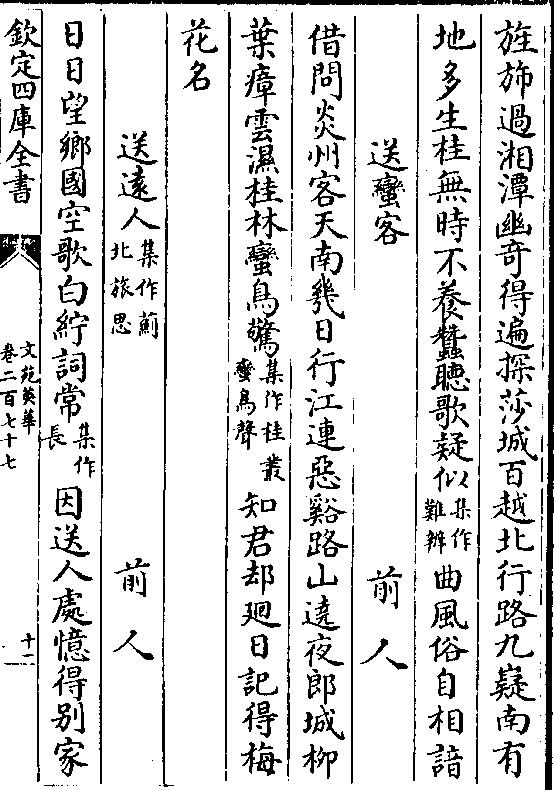 旌斾過湘潭幽竒得遍探莎城百越北行路九疑南有
地多生桂無時不養蠶聽歌疑似集作難辨曲風俗自相諳
送蠻客　前人
借問炎州客天南幾日行江連惡谿路山遶夜郎城柳
葉瘴雲濕桂林蠻鳥驚集作桂叢蠻鳥聲知君却廻日記得梅
花名
送遠人集作薊北旅思　前人
日日望鄉國空歌白紵詞常集作長因送人處憶得别家
欽定四庫全書
文苑英華
卷二百七十七
十一